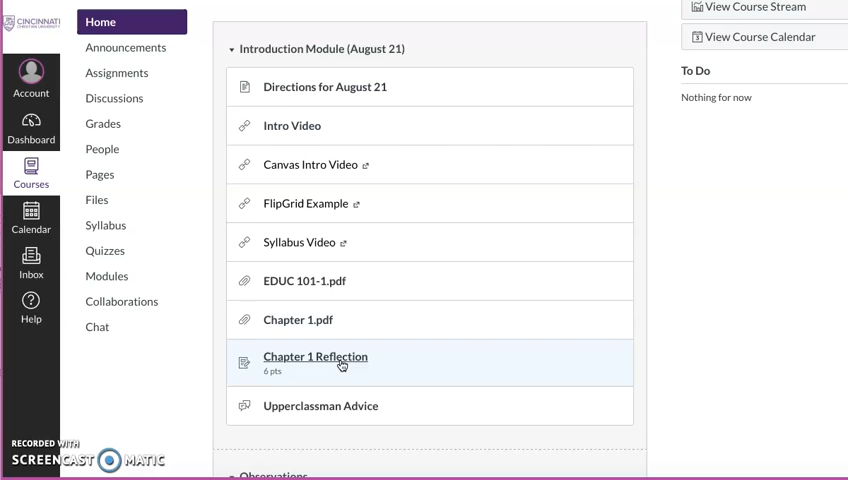 CINCINNATI
CHRISTIAN UNIVERSITY
Account
Dashboard
Courses
Calendar
Inbox
Help
Home
Announcements
Assignments
Discussions
Grades
People
Pages
Files
Syllabus
Quizzes
Modules
Collaborations
Chat
Introduction Module (August 21)
Directions for August 21
Intro Video
Canvas Intro Video
FlipGrid Example
Syllabus Video
EDUC 101-1.pdf
Chapter 1.pdf
Chapter 1 Reflection
6 pts
Upperclassman Advice
Observations
View Course Stream
3 View Course Calendar
To Do
Nothing for now
RECORDED WITH
SCREENCAST MATIC